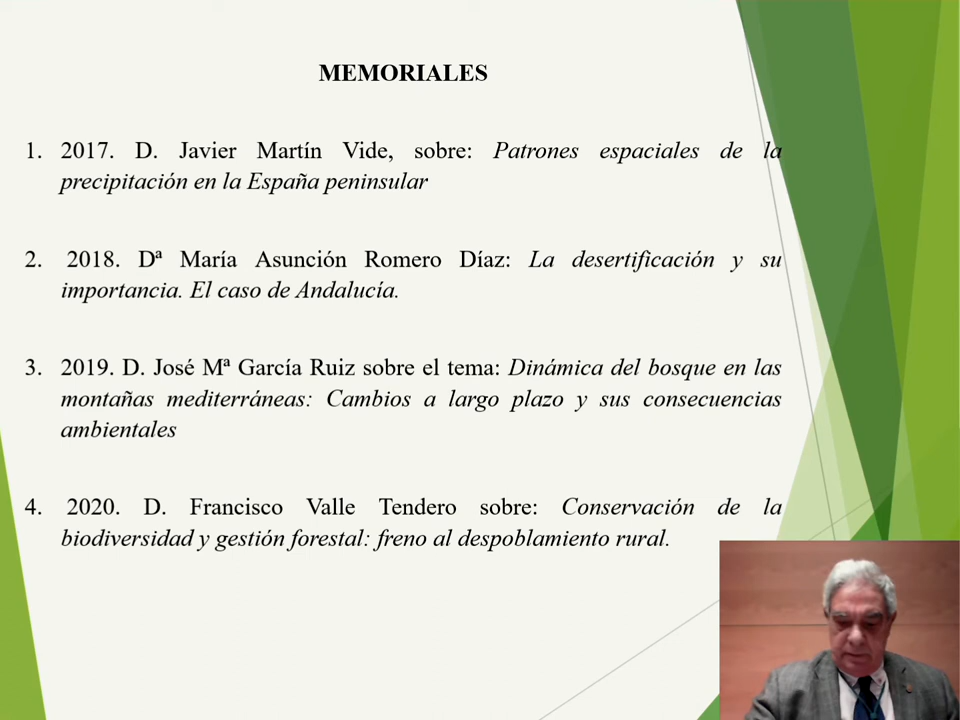 MEMORIALES
1. 2017. D. Javier Martín Vide, sobre: Patrones espaciales de la
precipitación en la España peninsular
2. 2018. Dª María Asunción Romero Díaz: La desertificación y su
importancia. El caso de Andalucía.
3. 2019. D. José Mª García Ruiz sobre el tema: Dinámica del bosque en las
montañas mediterráneas: Cambios a largo plazo y sus consecuencias
ambientales
4. 2020. D. Francisco Valle Tendero sobre: Conservación de la
biodiversidad y gestión forestal: freno al despoblamiento rural.